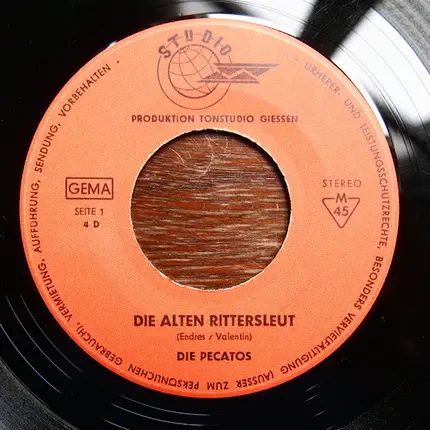 STUDIO
PRODUKTION TONSTUDIO GIESSEN
GEMA
SEITE 1
4 D
STEREO
M
45
DIE ALTEN RITTERSLEUT
(Endres / Valentin)
DIE PECATOS
URHEBER- UND LEISTUNGSSCHUTZRECHTE, BESONDERS VERVIELFÄLTIGUNG (AUSSER ZUM PERSÖNLICHEN GEBRAUCH), VERMIETUNG, AUFFÜHRUNG, SENDUNG, VORBEHALTEN